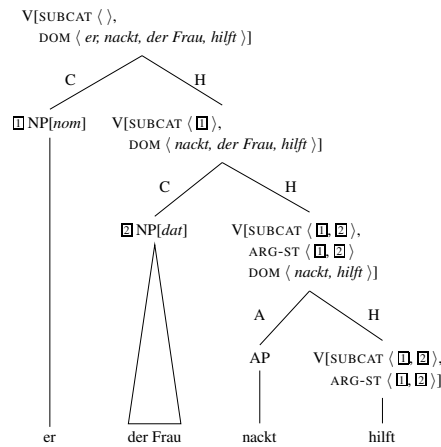 V[SUBCAT ⟨ ⟩,
DOM ⟨ er, nackt, der Frau, hilft ⟩]
C H
1 NP[nom] V[SUBCAT ⟨ 1 ⟩,
DOM ⟨ nackt, der Frau, hilft ⟩]
C H
2 NP[dat] V[SUBCAT ⟨ 1, 2 ⟩,
ARG-ST ⟨ 1, 2 ⟩
DOM ⟨ nackt, hilft ⟩]
A H
AP V[SUBCAT ⟨ 1, 2 ⟩,
ARG-ST ⟨ 1, 2 ⟩]
er der Frau nackt hilft